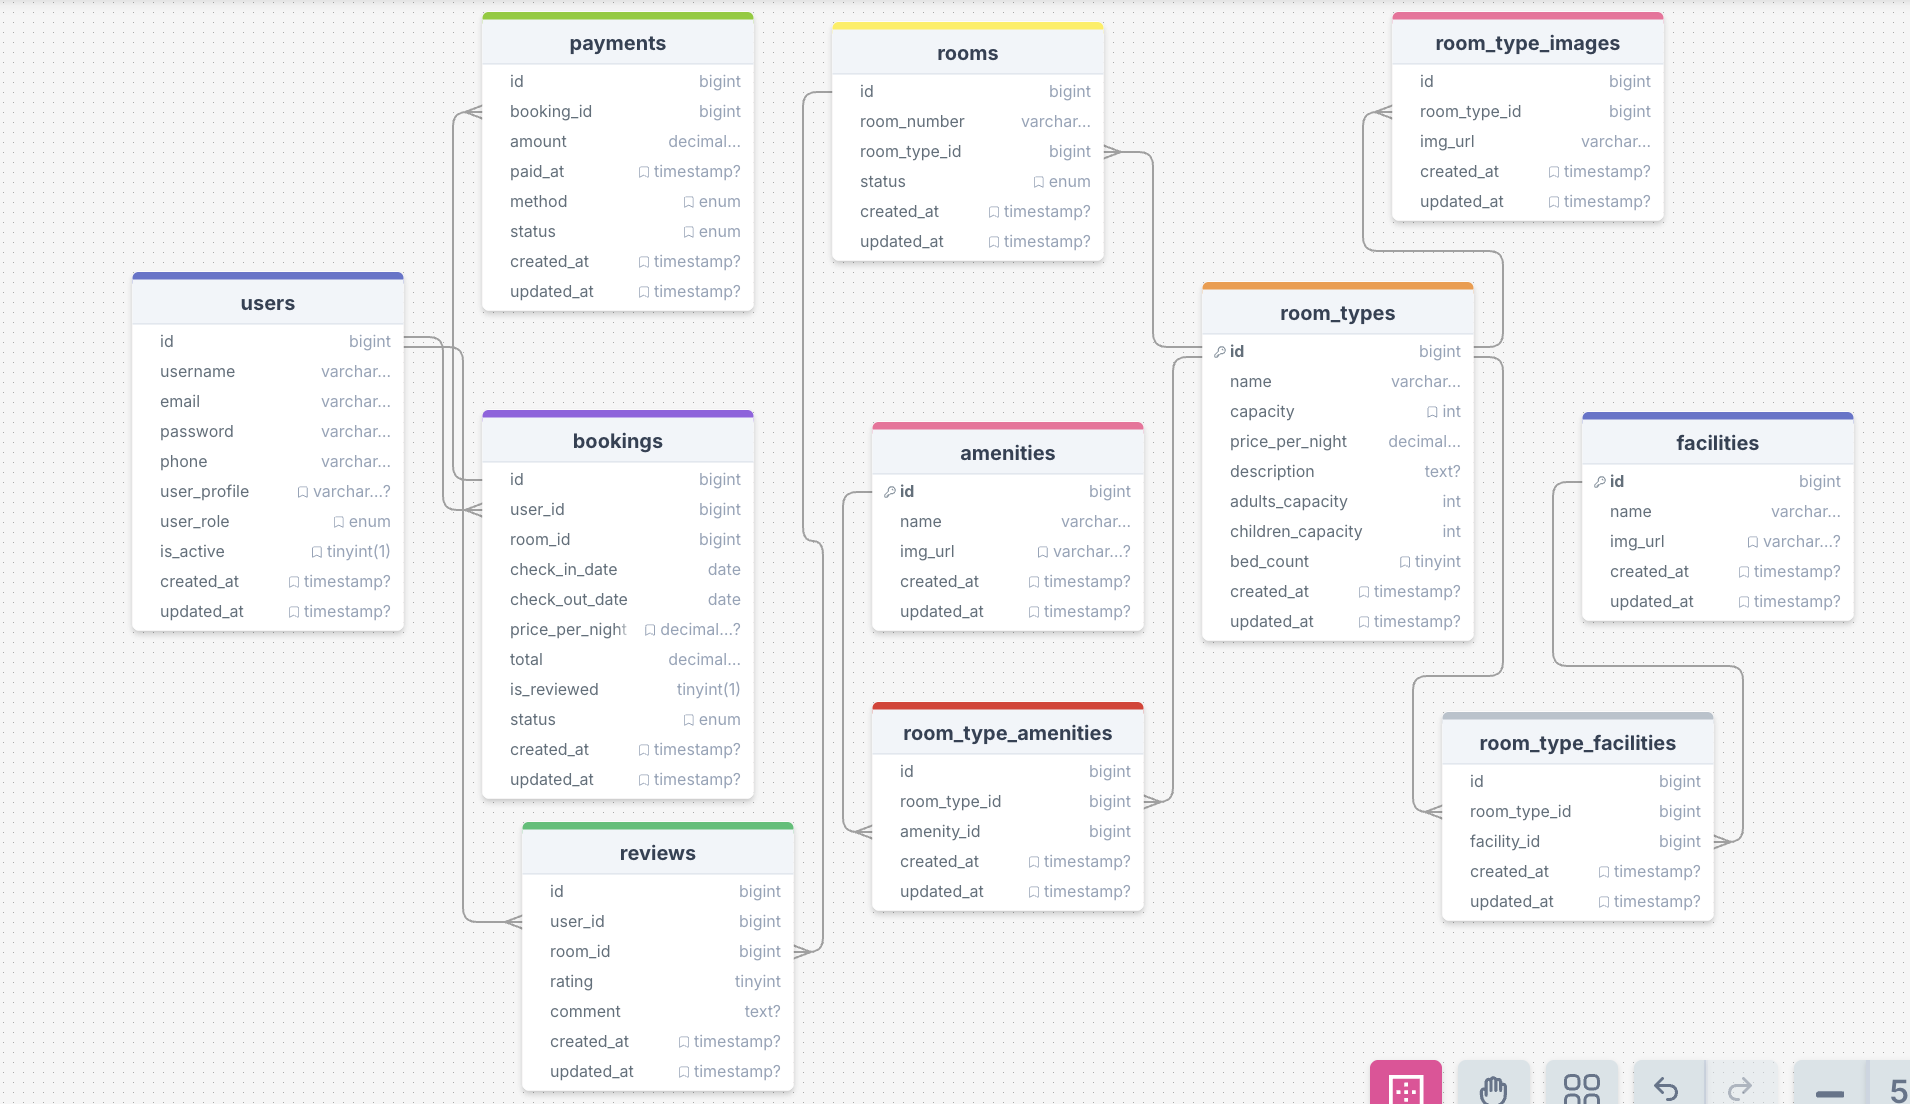 payments
id bigint
booking_id bigint
amount decimal...
paid_at timestamp?
method enum
status enum
created_at timestamp?
updated_at timestamp?
rooms
id bigint
room_number varchar...
room_type_id bigint
status enum
created_at timestamp?
updated_at timestamp?
room_type_images
id bigint
room_type_id bigint
img_url varchar...
created_at timestamp?
updated_at timestamp?
users
id bigint
username varchar...
email varchar...
password varchar...
phone varchar...
user_profile varchar...?
user_role enum
is_active tinyint(1)
created_at timestamp?
updated_at timestamp?
room_types
id bigint
name varchar...
capacity int
price_per_night decimal...
description text?
adults_capacity int
children_capacity int
bed_count tinyint
created_at timestamp?
updated_at timestamp?
bookings
id bigint
user_id bigint
room_id bigint
check_in_date date
check_out_date date
price_per_night decimal...?
total decimal...
is_reviewed tinyint(1)
status enum
created_at timestamp?
updated_at timestamp?
amenities
id bigint
name varchar...
img_url varchar...?
created_at timestamp?
updated_at timestamp?
facilities
id bigint
name varchar...
img_url varchar...?
created_at timestamp?
updated_at timestamp?
room_type_amenities
id bigint
room_type_id bigint
amenity_id bigint
created_at timestamp?
updated_at timestamp?
room_type_facilities
id bigint
room_type_id bigint
facility_id bigint
created_at timestamp?
updated_at timestamp?
reviews
id bigint
user_id bigint
room_id bigint
rating tinyint
comment text?
created_at timestamp?
updated_at timestamp?
5